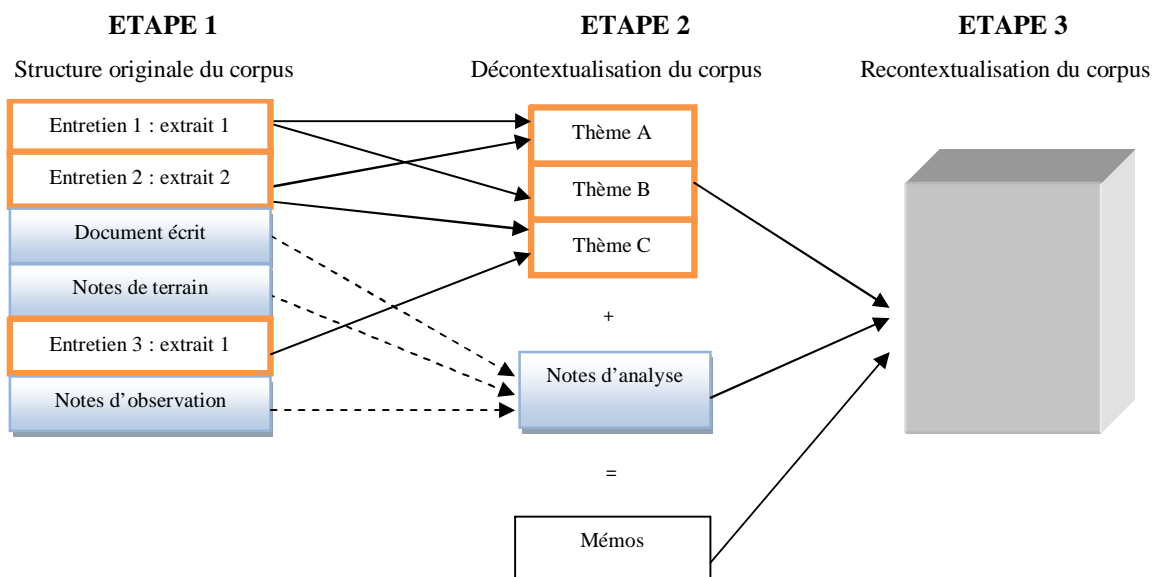 ETAPE 1
ETAPE 2
ETAPE 3
Structure originale du corpus
Décontextualisation du corpus
Recontextualisation du corpus
Entretien 1 : extrait 1
Entretien 2 : extrait 2
Document écrit
Notes de terrain
Entretien 3 : extrait 1
Notes d’observation
Thème A
Thème B
Thème C
+
Notes d’analyse
=
Mémos